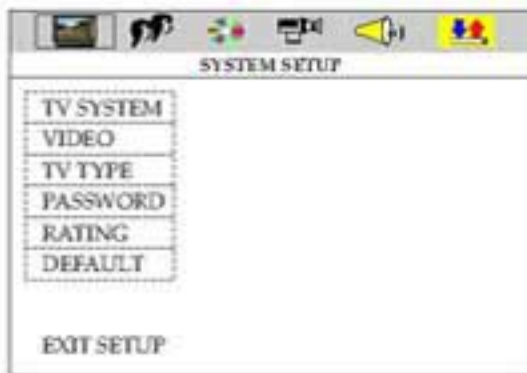 SYSTEM SETUP
TV SYSTEM
VIDEO
TV TYPE
PASSWORD
RATING
DEFAULT
EXIT SETUP